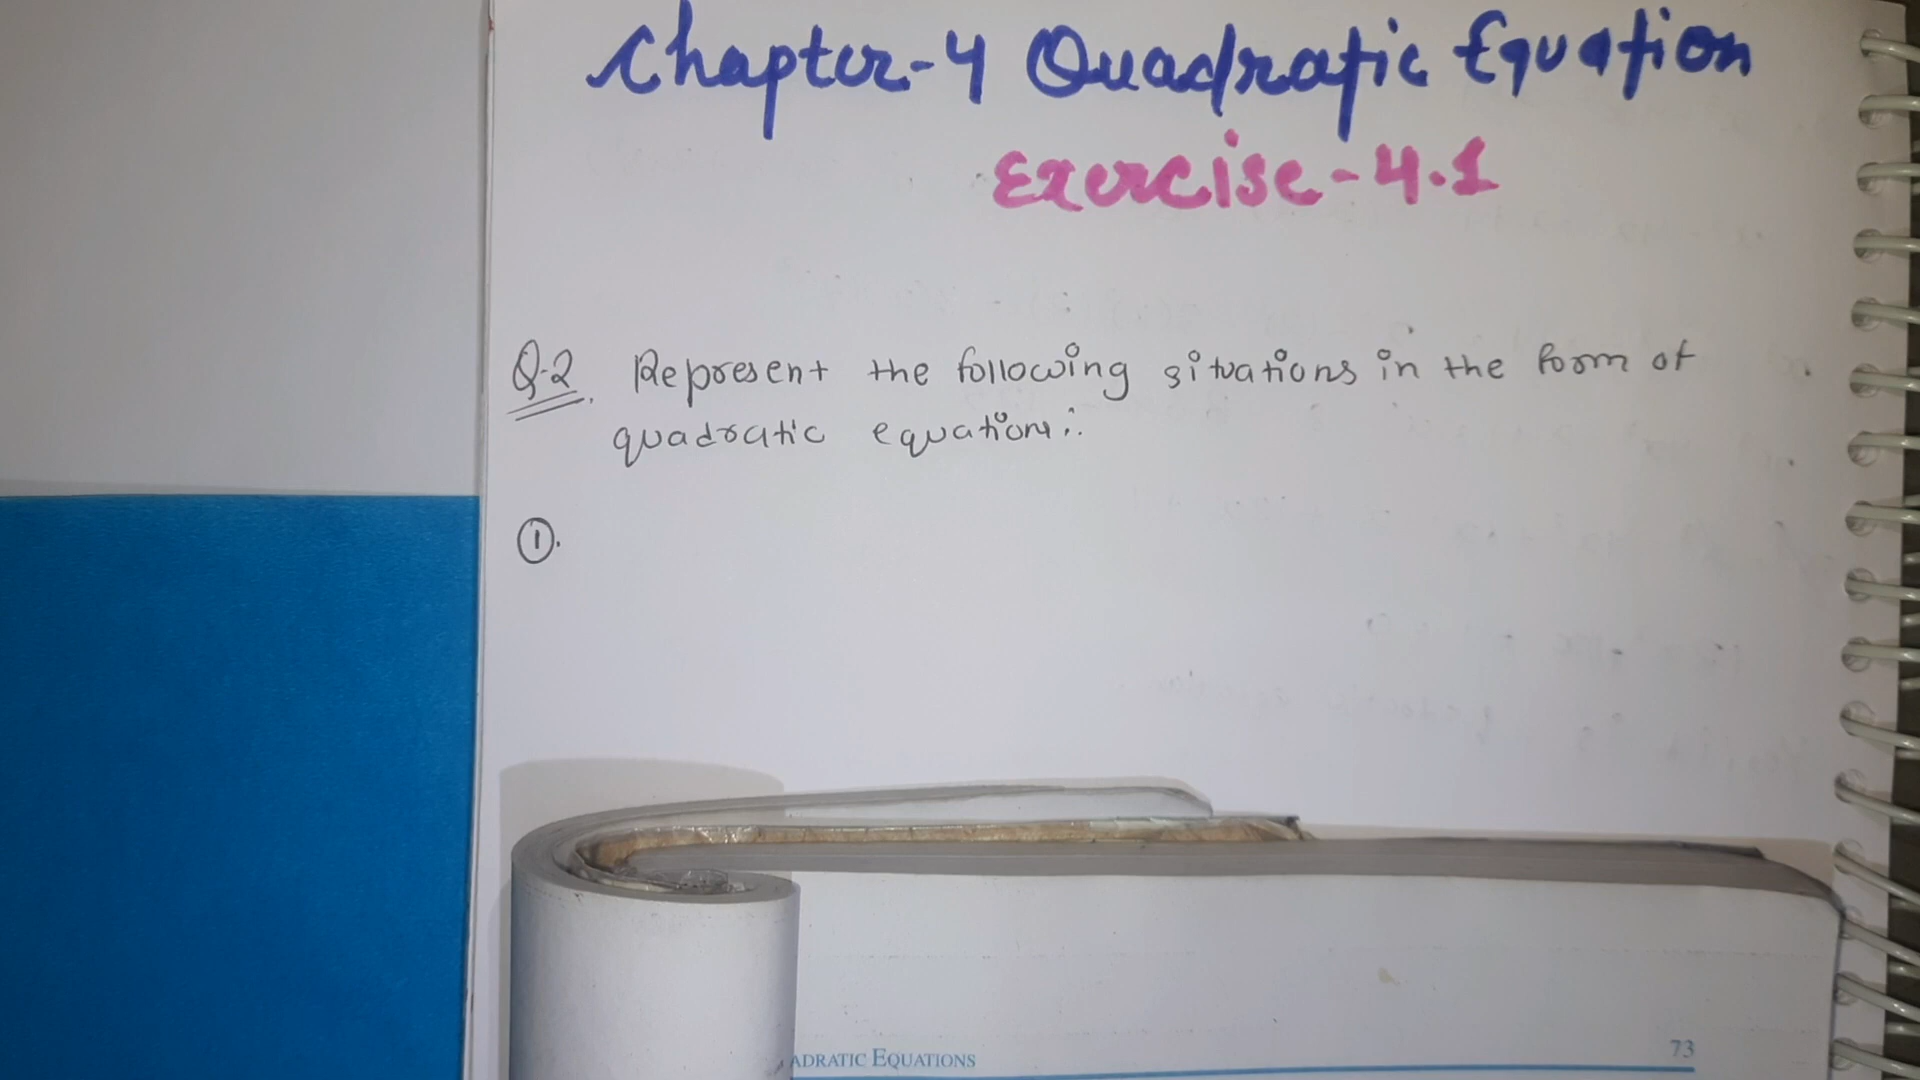 Chapter-4 Quadratic Equation
Exercise-4.1
Q-2. Represent the following situations in the form of
quadratic equations:
①.
ADRATIC EQUATIONS 73